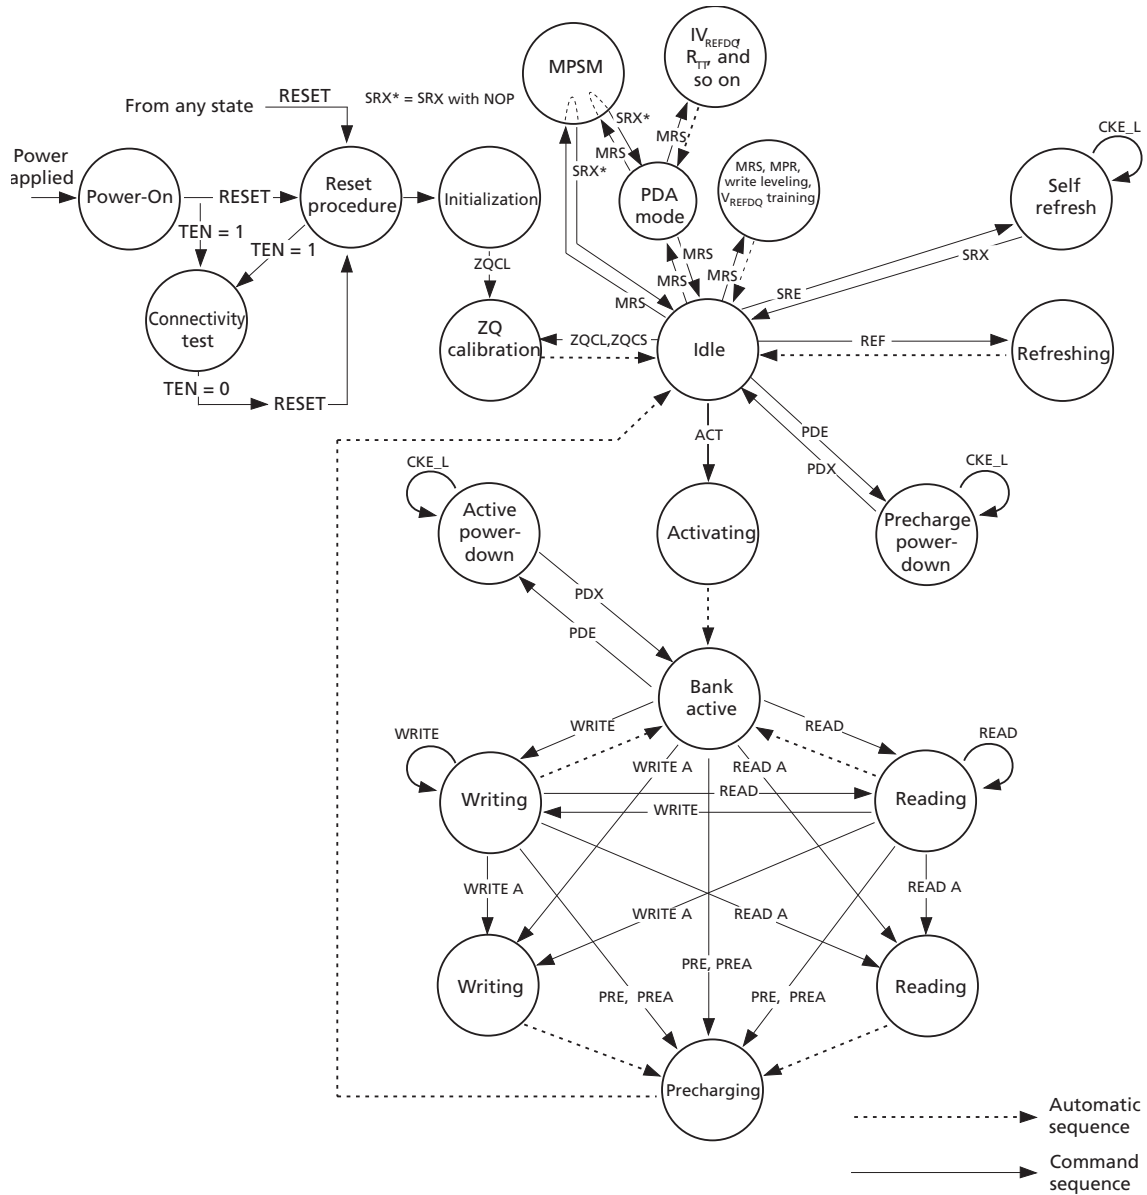 IV REFDQ,
R TT, and
so on
MPSM
RESET
From any state
SRX* = SRX with NOP
SRX*
MRS
MRS
SRX*
CKE_L
Power
applied
Power-On
RESET
Reset
procedure
Initialization
PDA
mode
MRS, MPR,
write leveling,
VREFDQ training
Self
refresh
TEN = 1
TEN = 1
ZQCL
MRS
MRS
MRS
MRS
SRE
SRX
Connectivity
test
ZQ
calibration
ZQCL,ZQCS
Idle
REF
Refreshing
TEN = 0
RESET
ACT
PDE
PDX
CKE_L
CKE_L
Active
power-
down
Activating
Precharge
power-
down
PDX
PDE
Bank
active
WRITE
WRITE
READ
READ
WRITE A
READ A
Writing
READ
WRITE
Reading
WRITE A
READ A
WRITE A
READ A
PRE, PREA
Writing
PRE, PREA
PRE, PREA
Reading
Precharging
Automatic
sequence
Command
sequence